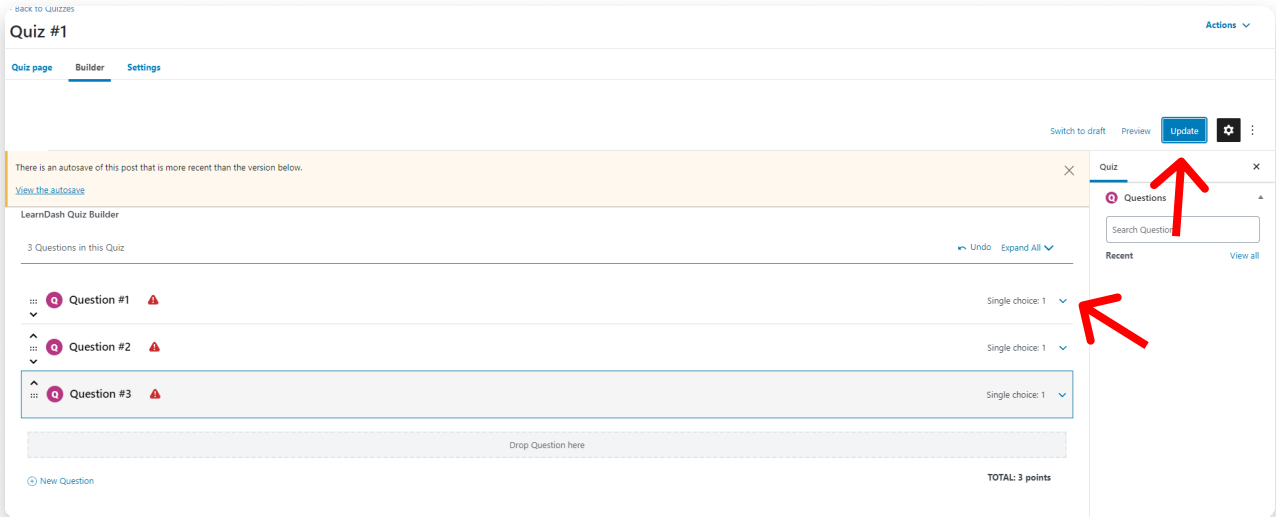 Back to Quizzes
Quiz #1
Actions
Quiz page Builder Settings
Switch to draft Preview Update
There is an autosave of this post that is more recent than the version below.
View the autosave
Quiz
Q Questions
Search Question
Recent View all
LearnDash Quiz Builder
3 Questions in this Quiz
Undo Expand All
Q Question #1 Single choice: 1
Q Question #2 Single choice: 1
Q Question #3 Single choice: 1
Drop Question here
New Question
TOTAL: 3 points